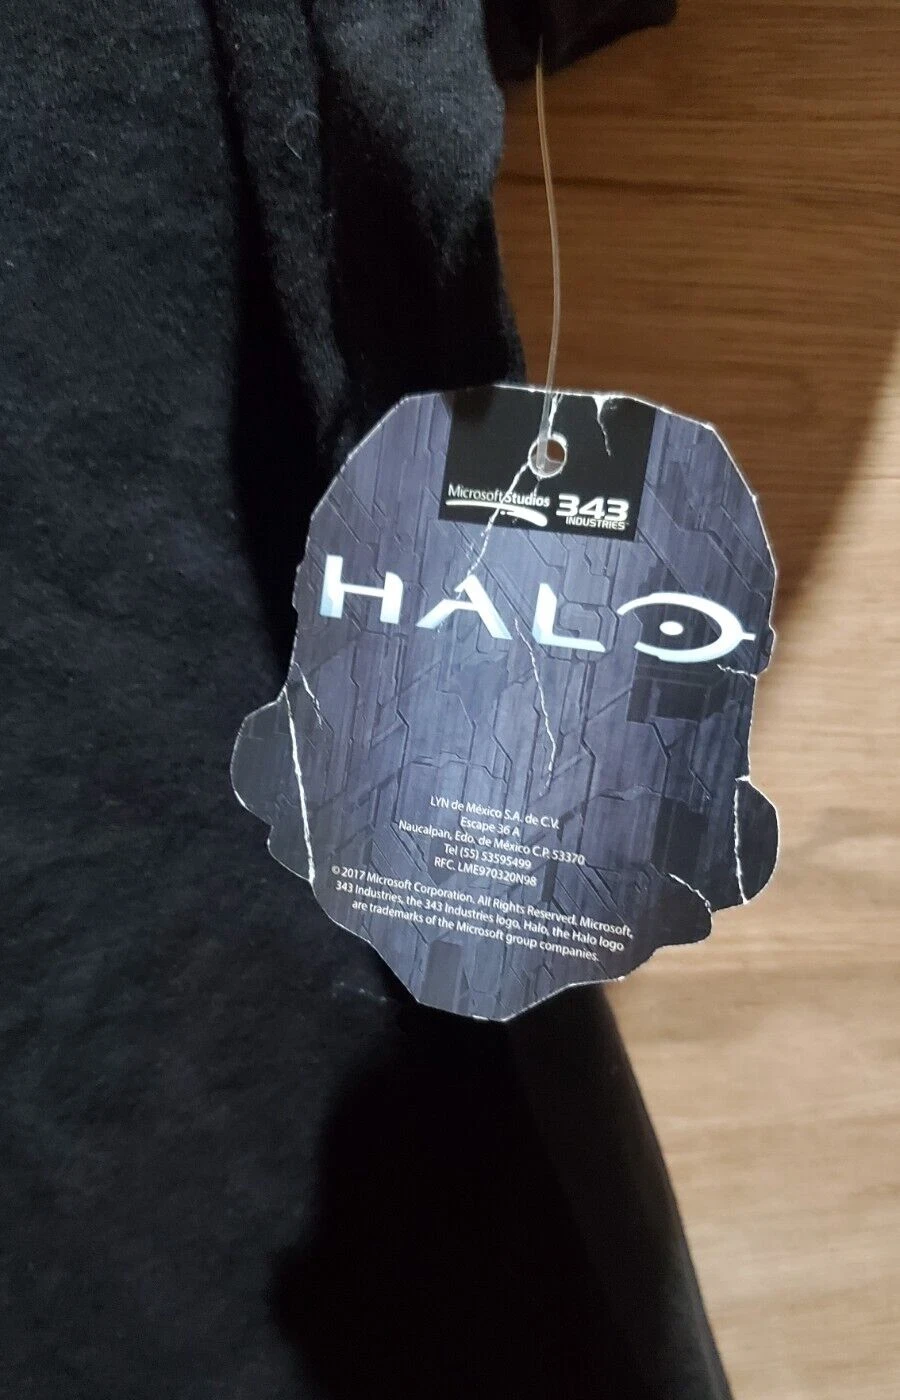 Microsoft Studios 343
INDUSTRIES™
HALO
LYN de México S.A. de C.V.
Escape 36 A
Naucalpan, Edo. de México C.P. 53370
Tel (55) 53595499
RFC. LME970320N98
© 2017 Microsoft Corporation. All Rights Reserved. Microsoft,
343 Industries, the 343 Industries logo, Halo, the Halo logo
are trademarks of the Microsoft group companies.